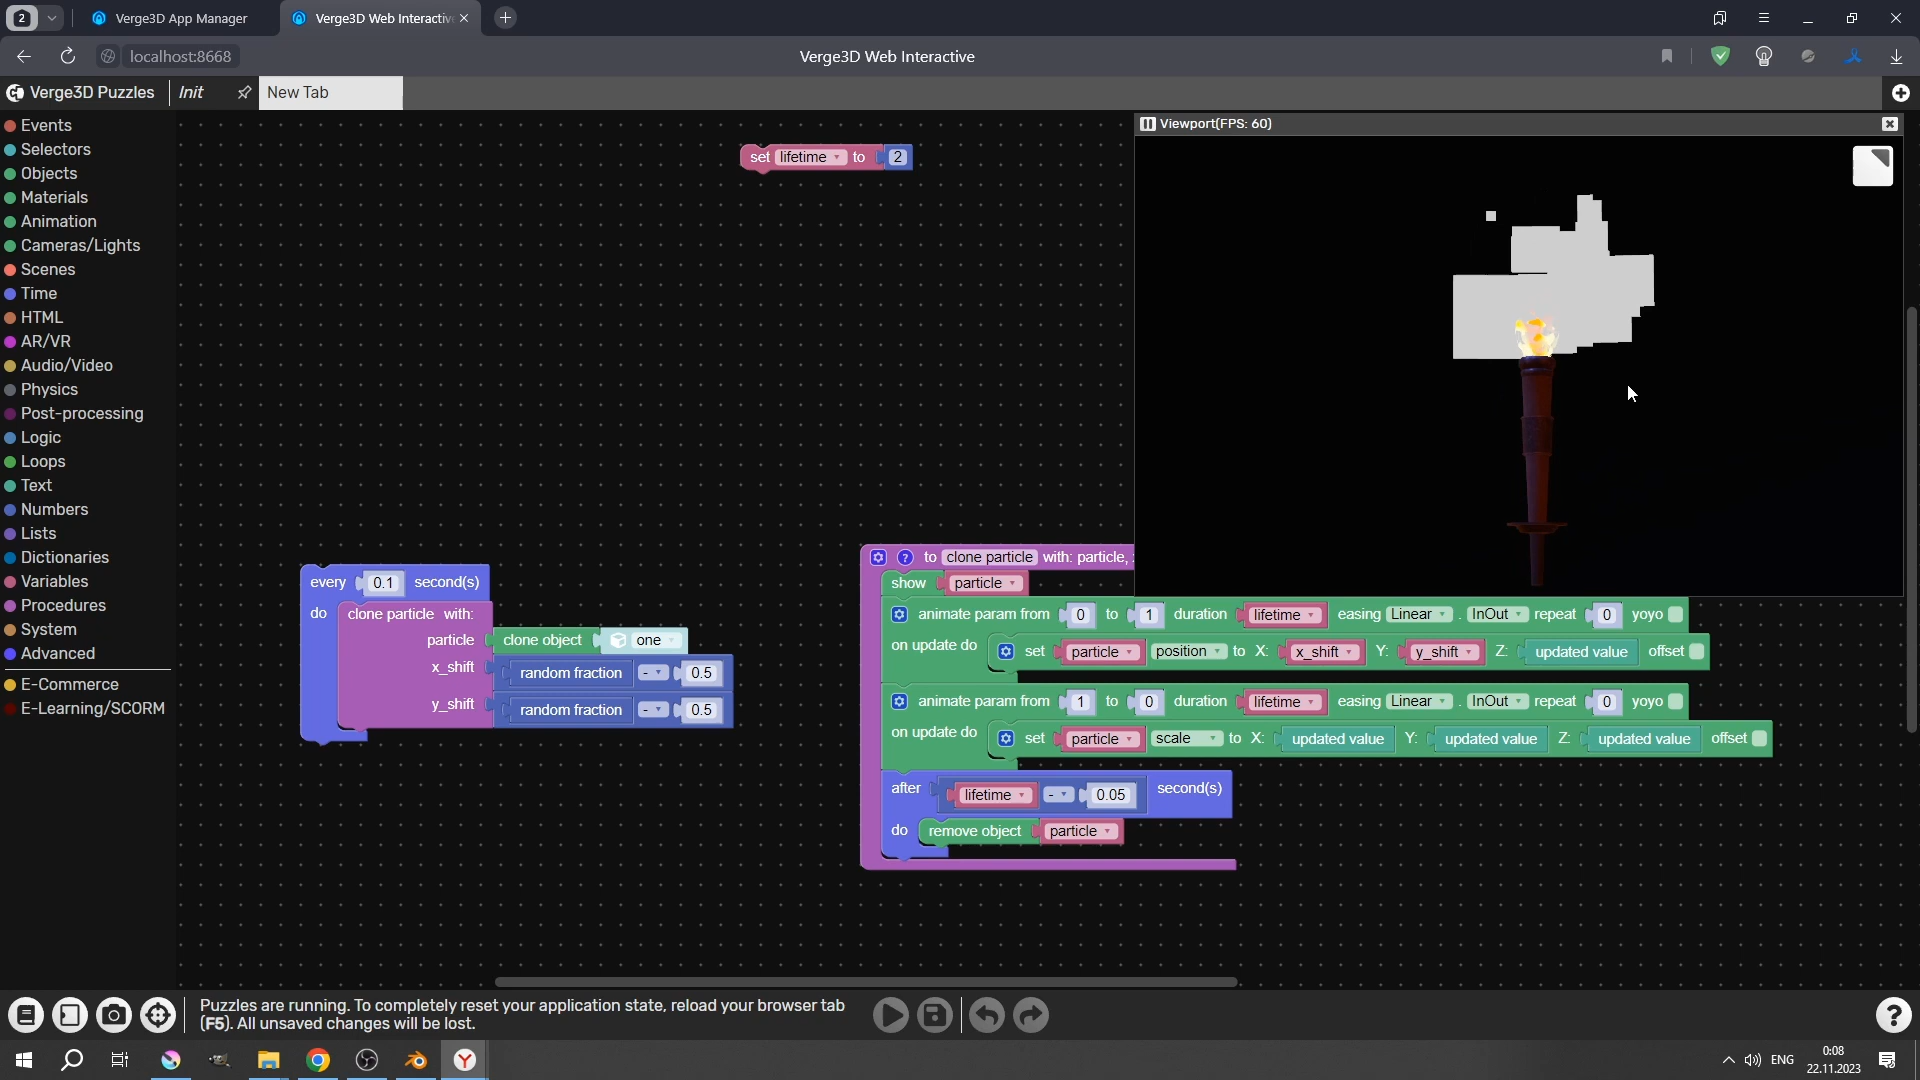 2
Verge3D App Manager
Verge3D Web Interactiv
localhost:8668
Verge3D Web Interactive
Verge3D Puzzles
Init
New Tab
Events
Selectors
Objects
Materials
Animation
Cameras/Lights
Scenes
Time
HTML
AR/VR
Audio/Video
Physics
Post-processing
Logic
Loops
Text
Numbers
Lists
Dictionaries
Variables
Procedures
System
Advanced
E-Commerce
E-Learning/SCORM
set lifetime to 2
Viewport(FPS: 60)
every 0.1 second(s)
do clone particle with:
particle clone object one
x_shift random fraction - 0.5
y_shift random fraction - 0.5
? to clone particle with: particle,
show particle
animate param from 0 to 1 duration lifetime easing Linear . InOut repeat 0 yoyo
on update do set particle position to X: x_shift Y: y_shift Z: updated value offset
animate param from 1 to 0 duration lifetime easing Linear . InOut repeat 0 yoyo
on update do set particle scale to X: updated value Y: updated value Z: updated value offset
after lifetime - 0.05 second(s)
do remove object particle
Puzzles are running. To completely reset your application state, reload your browser tab
(F5). All unsaved changes will be lost.
?
ENG
0:08
22.11.2023